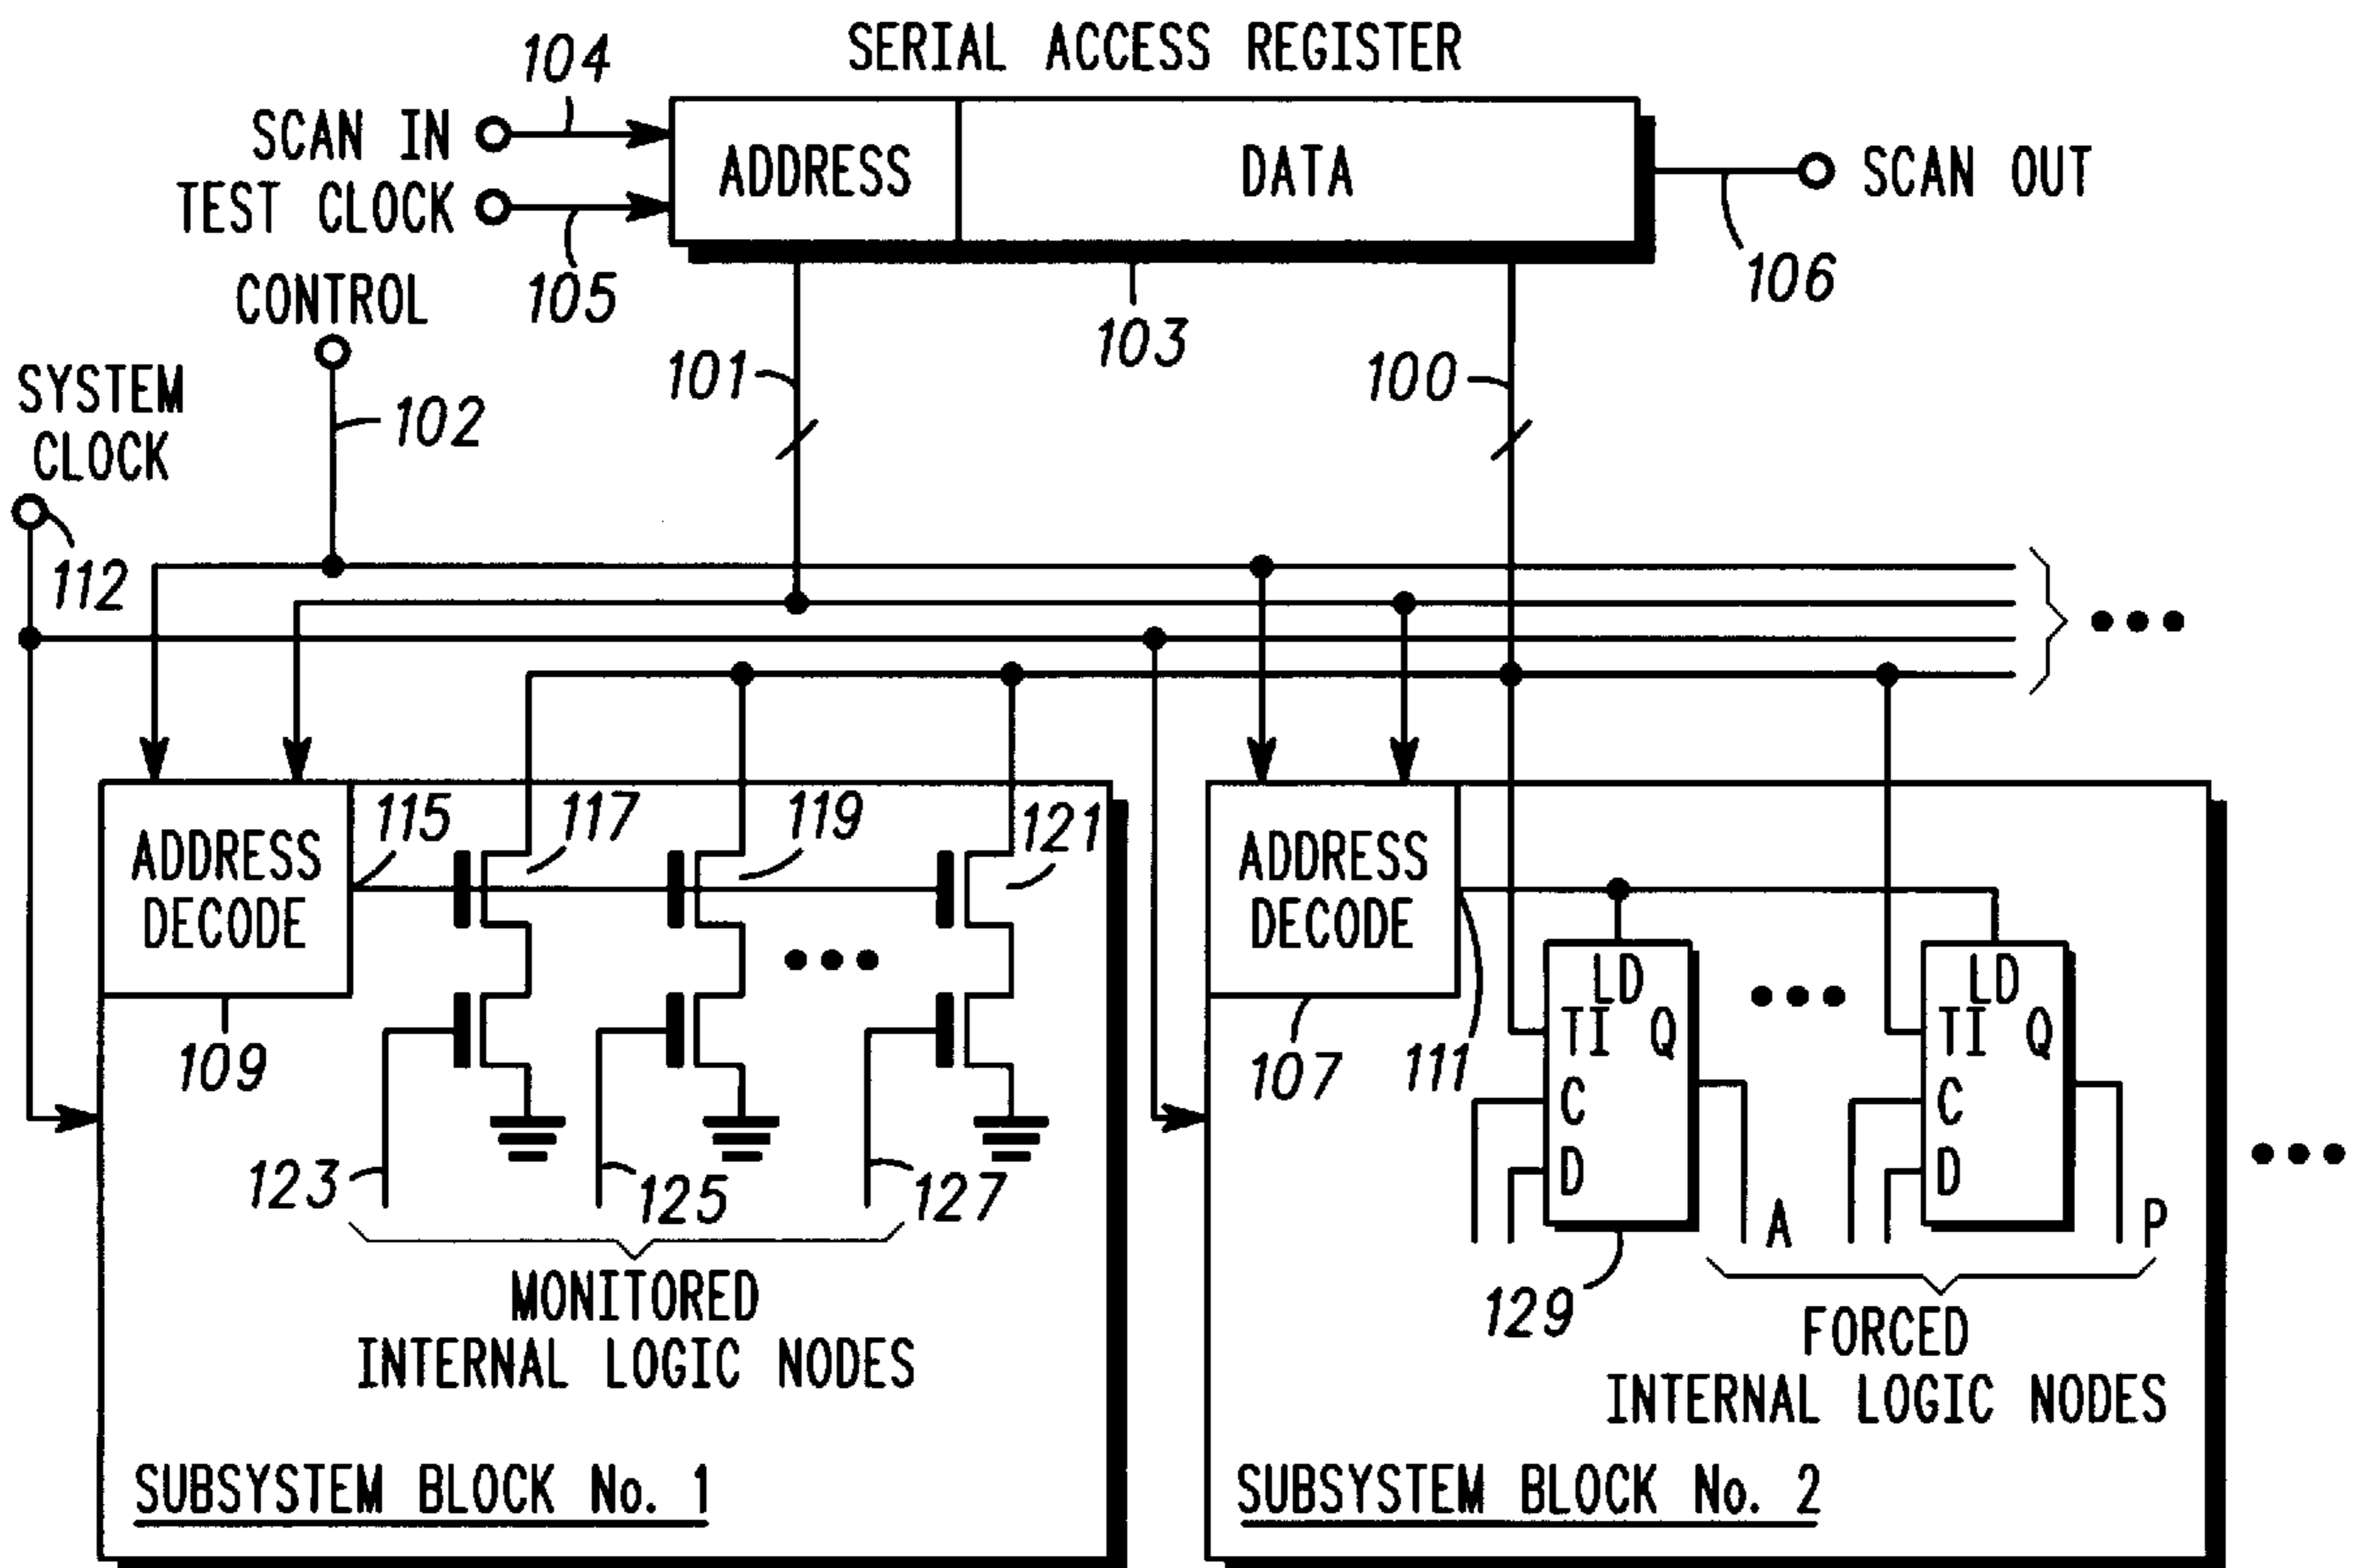 SERIAL ACCESS REGISTER
104
SCAN IN
ADDRESS
DATA
SCAN OUT
TEST CLOCK
105
106
CONTROL
103
101
100
SYSTEM
CLOCK
102
112
ADDRESS
DECODE
115
117
119
121
109
123
125
127
MONITORED
INTERNAL LOGIC NODES
SUBSYSTEM BLOCK No. 1
ADDRESS
DECODE
107
111
LD
TI Q
C
D
129
A
LD
TI Q
C
D
P
FORCED
INTERNAL LOGIC NODES
SUBSYSTEM BLOCK No. 2